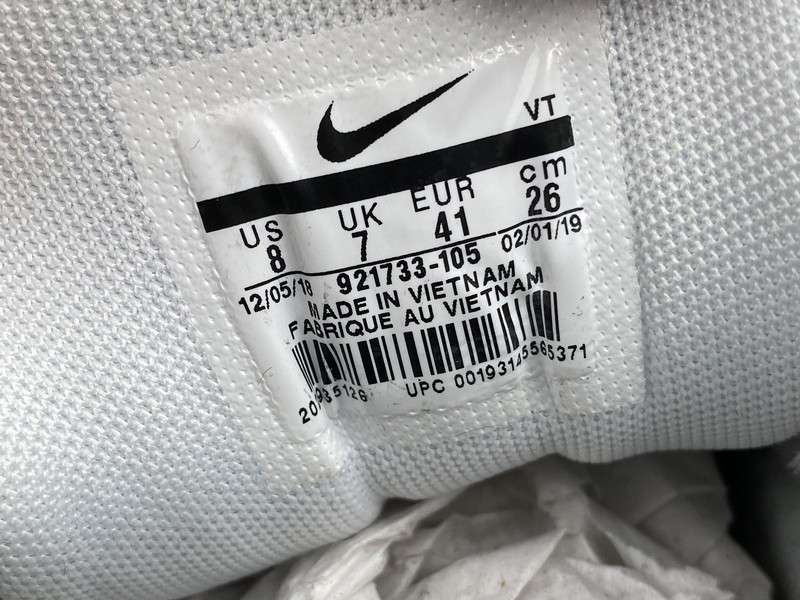 VT
US UK EUR cm
8 7 41 26
12/05/18 921733-105 02/01/19
MADE IN VIETNAM
FABRIQUE AU VIETNAM
UPC 00193145565371